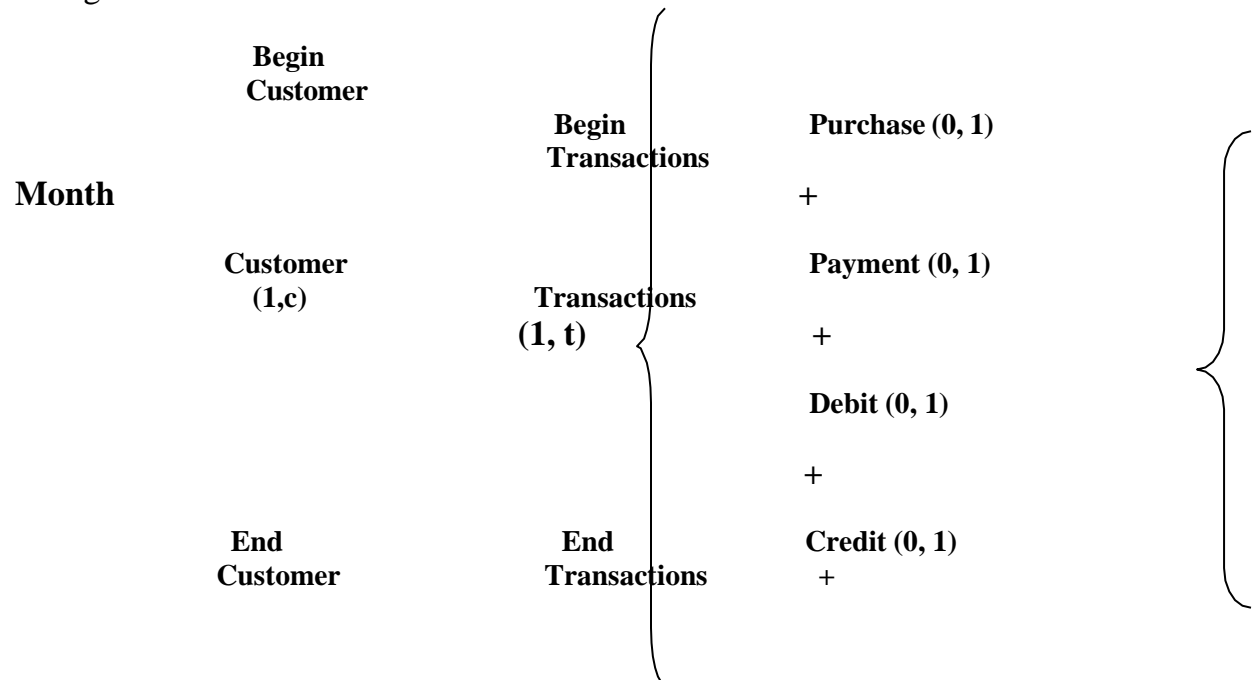 Begin
Customer
Begin
Transactions
Purchase (0, 1)
Month
+
Customer
(1,c)
Transactions
(1, t)
Payment (0, 1)
+
Debit (0, 1)
+
End
Customer
End
Transactions
Credit (0, 1)
+